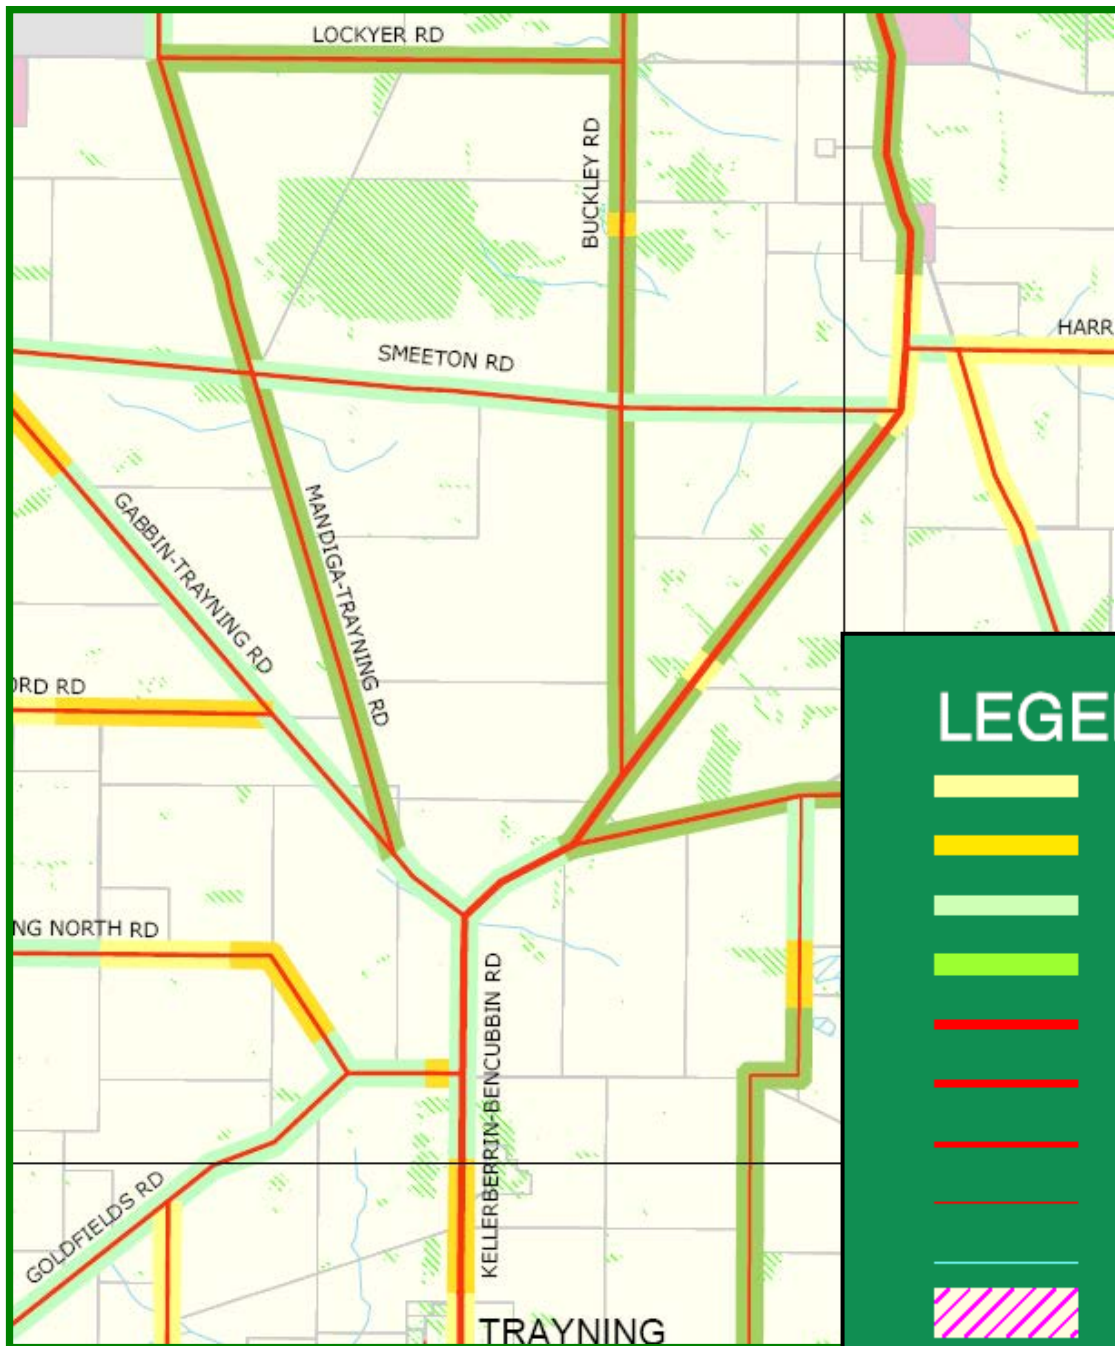 LOCKYER RD
BUCKLEY RD
HARR
SMEETON RD
GABBIN-TRAYNING RD
MANDIGA-TRAYNING RD
ORD RD
LEGE
NG NORTH RD
KELLERBERRIN-BENCUBBIN RD
GOLDFIELDS RD
TRAYNING